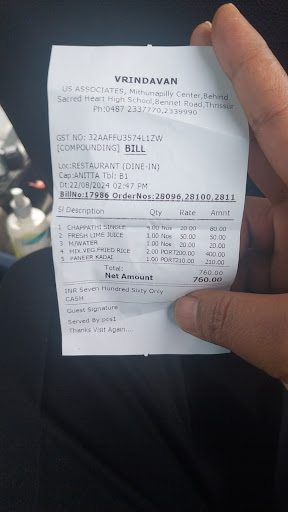 VRINDAVAN
US ASSOCIATES, Mithunapilly Center,Behind
Sacred Heart High School,Bennet Road,Thrissur
Ph:0487 2337770,2339990
GST NO: 32AAFFU3574L1ZW
[COMPOUNDING] BILL
Loc:RESTAURANT (DINE-IN)
Cap:ANITTA Tbl: B1
Dt:22/08/2024 02:47 PM
BillNo:17986 OrderNos:28096,28100,2811
Sl Description Qty Rate Amnt
1 CHAPPATHI SINGLE 4.00 Nos 20.00 80.00
2 FRESH LIME JUICE 1.00 Nos 50.00 50.00
3 M/WATER 1.00 Nos 20.00 20.00
4 MIX.VEG FRIED RICE 2.00 PORT200.00 400.00
5 PANEER KADAI 1.00 PORT210.00 210.00
Total: 760.00
Net Amount 760.00
INR Seven Hundred Sixty Only
CASH
Guest Signature
Served By:pos1
Thanks Visit Again....